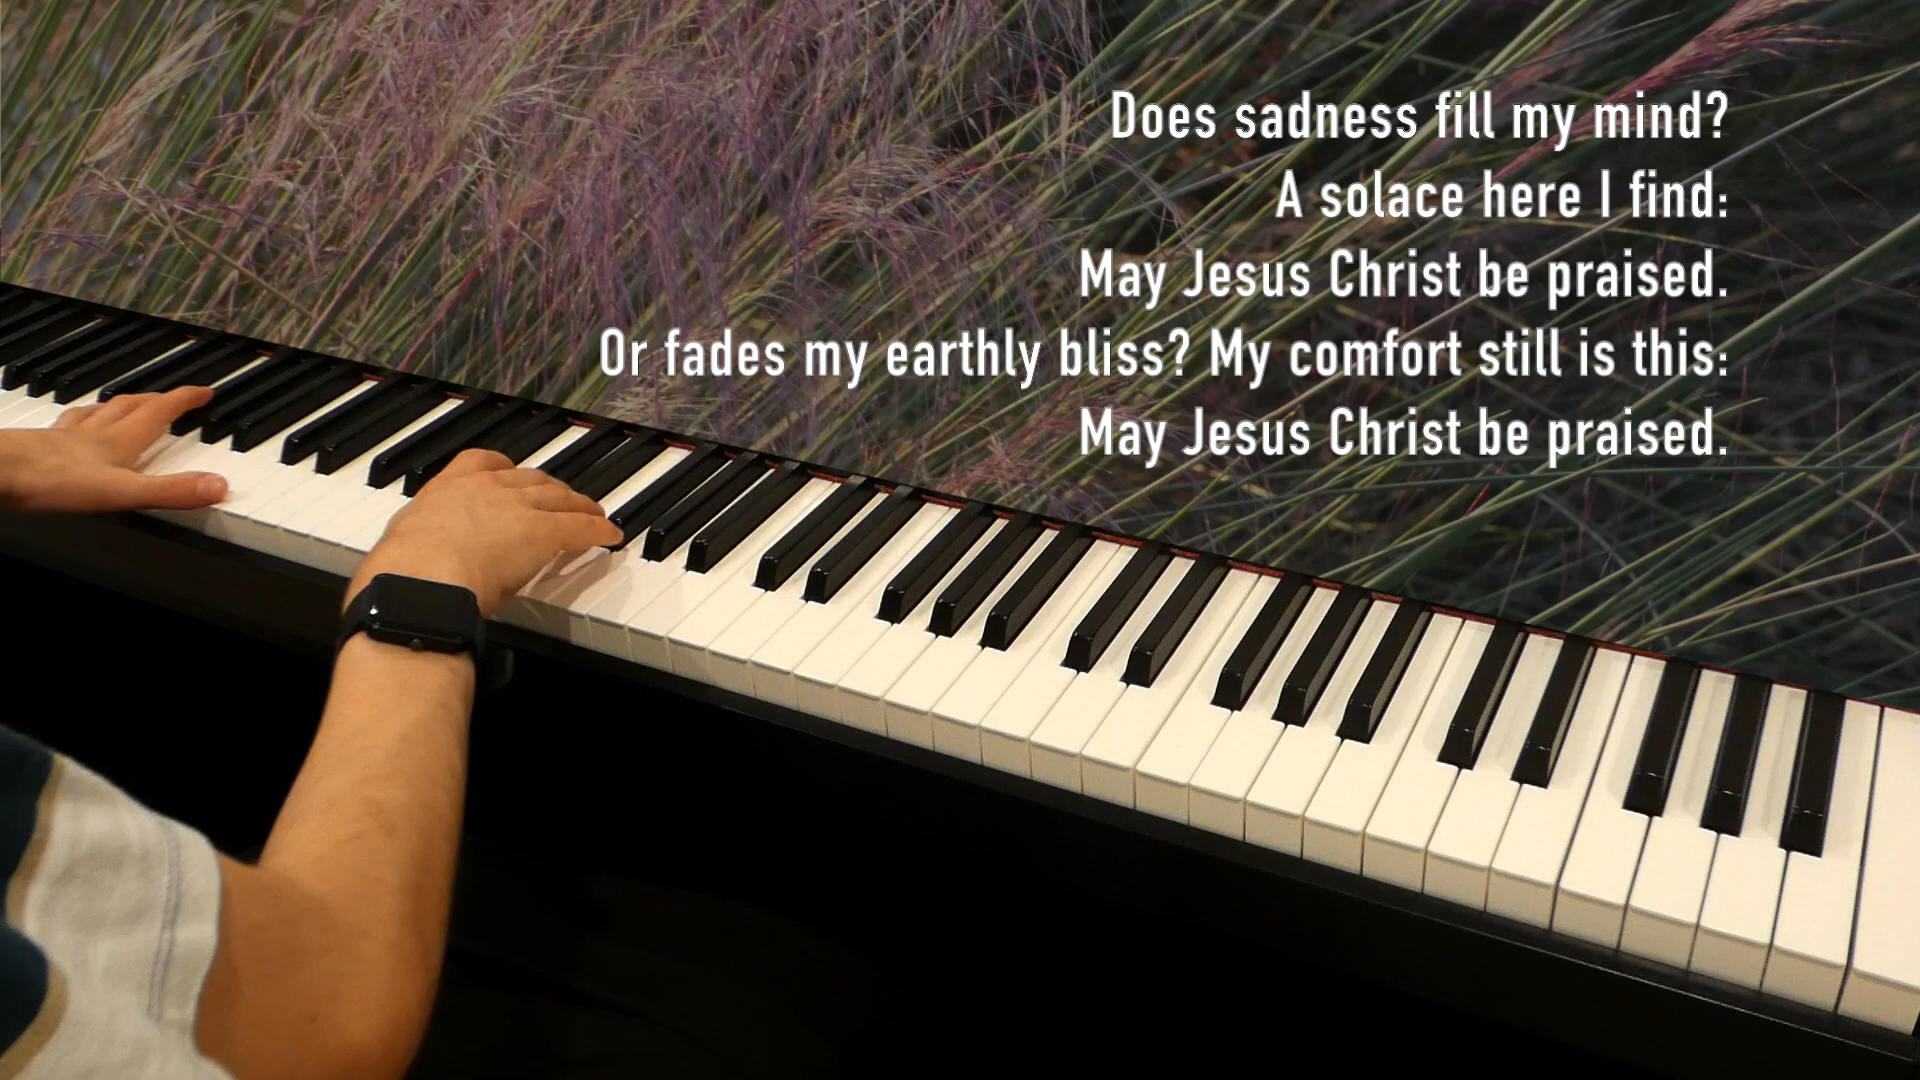 Does sadness fill my mind?
A solace here I find:
May Jesus Christ be praised.
Or fades my earthly bliss? My comfort still is this:
May Jesus Christ be praised.